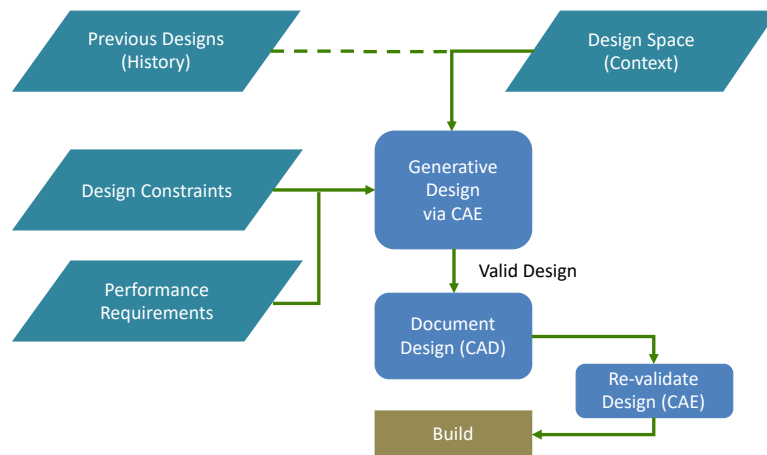 Previous Designs
(History)
Design Space
(Context)
Design Constraints
Generative
Design
via CAE
Performance
Requirements
Valid Design
Document
Design (CAD)
Re-validate
Design (CAE)
Build